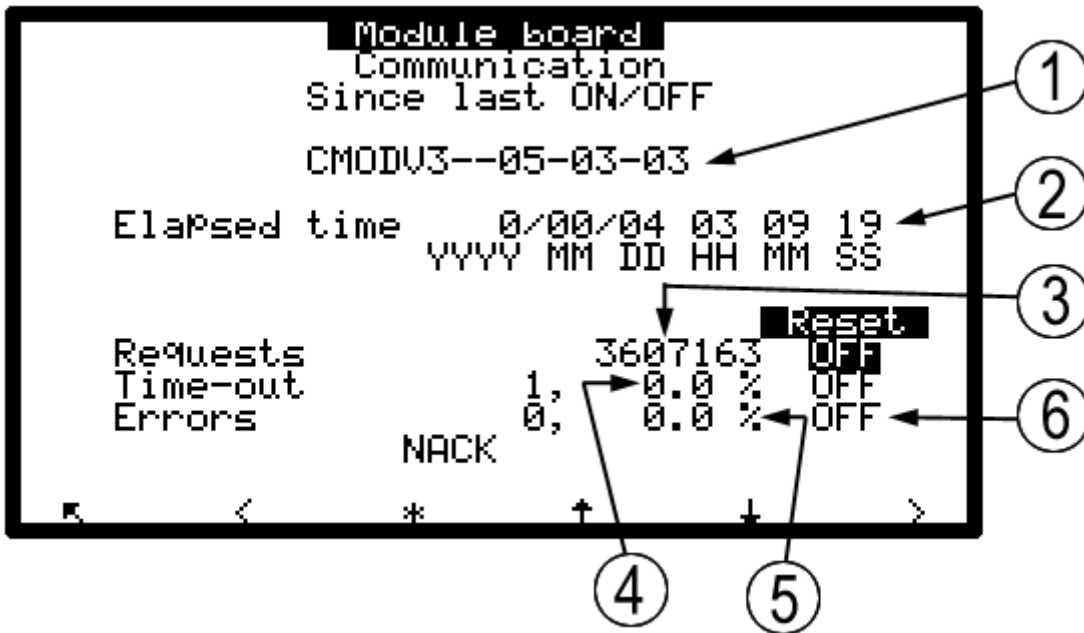 Module board
Communication
Since last ON/OFF
1
CMODV3--05-03-03
Elapsed time 0/00/04 03 09 19
2
YYYY MM DD HH MM SS
3
Reset
Requests 3607163 OFF
Time-out 1, 0.0 % OFF
Errors 0, 0.0 % OFF
6
NACK
< * ↑ ↓ >
4 5